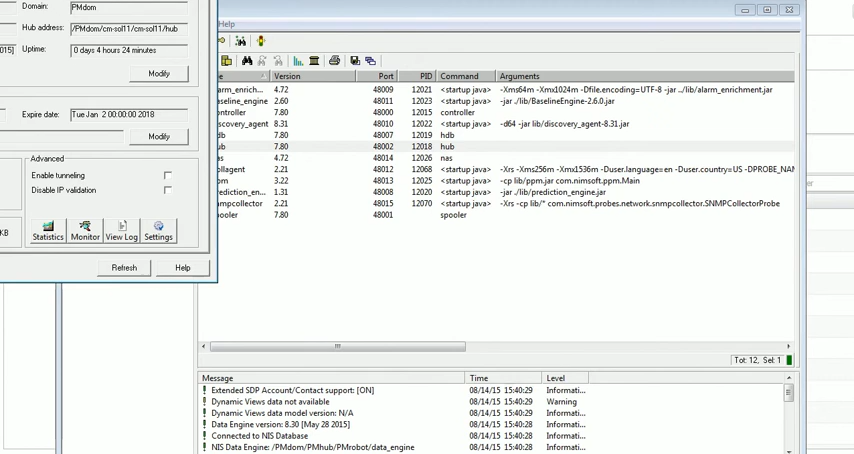 Help
Domain: PMdom
Hub address: /PMdom/cm-sol11/cm-sol11/hub
2015] Uptime: 0 days 4 hours 24 minutes
Modify
Expire date: Tue Jan 2 00:00:00 2018
Modify
Advanced
Enable tunneling
Disable IP validation
KB
Statistics Monitor View Log Settings
Refresh Help
e Version Port PID Command Arguments
alarm_enrich... 4.72 48009 12021 <startup java> -Xms64m -Xmx1024m -Dfile.encoding=UTF-8 -jar ../lib/alarm_enrichment.jar
baseline_engine 2.60 48011 12023 <startup java> -jar ./lib/BaselineEngine-2.6.0.jar
controller 7.80 48000 12015 controller
discovery_agent 8.31 48010 12022 <startup java> -d64 -jar lib/discovery_agent-8.31.jar
hdb 7.80 48007 12019 hdb
hub 7.80 48002 12018 hub
nas 4.72 48014 12026 nas
ollagent 2.21 48012 12068 <startup java> -Xrs -Xms256m -Xmx1536m -Duser.language=en -Duser.country=US -DPROBE_NAM
ppm 3.22 48013 12025 <startup java> -cp lib/ppm.jar com.nimsoft.ppm.Main
prediction_en... 1.31 48008 12020 <startup java> -jar ./lib/prediction_engine.jar
snmpcollector 2.21 48015 12070 <startup java> -Xrs -cp lib/* com.nimsoft.probes.network.snmpcollector.SNMPCollectorProbe
spooler 7.80 48001 spooler
Tot: 12, Sel: 1
Message Time Level
Extended SDP Account/Contact support: [ON] 08/14/15 15:40:29 Informati...
Dynamic Views data not available 08/14/15 15:40:29 Warning
Dynamic Views data model version: N/A 08/14/15 15:40:29 Informati...
Data Engine version: 8.30 [May 28 2015] 08/14/15 15:40:28 Informati...
Connected to NIS Database 08/14/15 15:40:28 Informati...
NIS Data Engine: /PMdom/PMhub/PMrobot/data_engine 08/14/15 15:40:28 Informati...